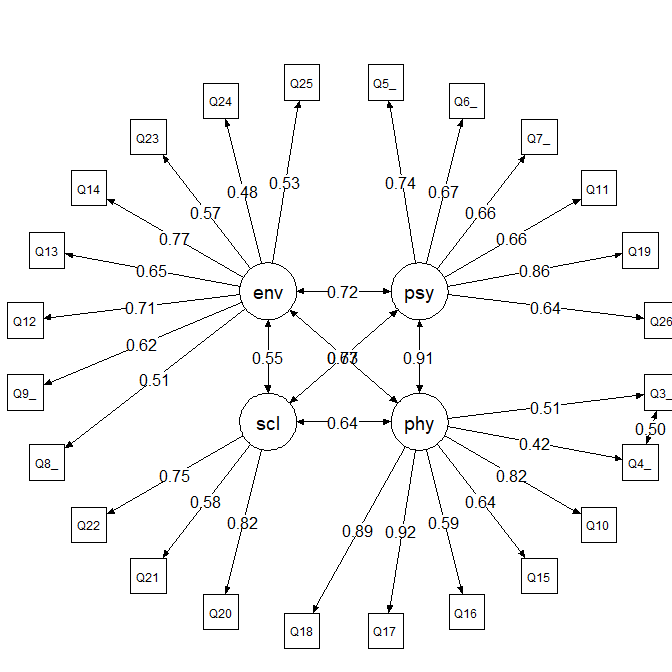 Q25
Q5_
Q24
Q6_
Q23
Q7_
0.53
0.74
Q14
0.48
0.67
Q11
0.57
0.66
0.77
0.66
Q13
Q19
0.65
0.86
env
0.72
psy
0.71
0.64
Q12
Q26
0.62
0.55
0.91
0.51
Q9_
Q3_
0.51
scl
0.64
phy
0.50
0.42
Q8_
Q4_
0.75
0.82
0.58
0.64
Q22
0.82
0.89
0.92
0.59
Q10
Q21
Q15
Q20
Q16
Q18
Q17